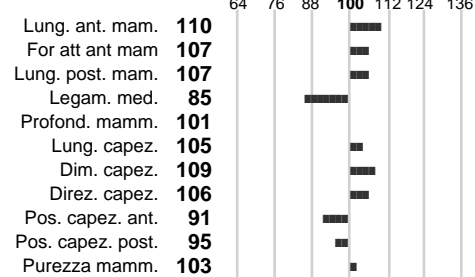 64 76 88 100 112 124 136
Lung. ant. mam. 110
For att ant mam 107
Lung. post. mam. 107
Legam. med. 85
Profond. mamm. 101
Lung. capez. 105
Dim. capez. 109
Direz. capez. 106
Pos. capez. ant. 91
Pos. capez. post. 95
Purezza mamm. 103